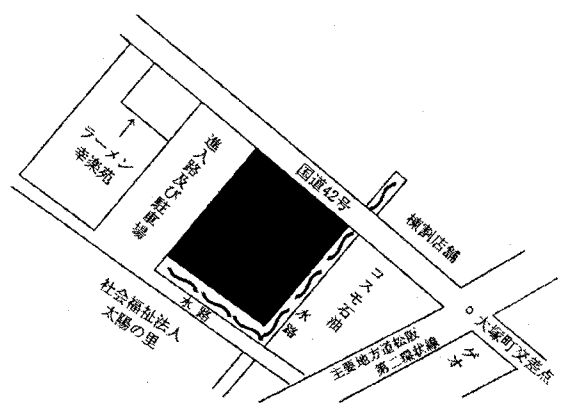 ラーメン
幸楽苑
進入路及び駐車場
国道42号
横割店舗
コスモ石油
水路
水路
社会福祉法人
太陽の里
主要地方道松阪
第二環状線
ゲオ
大塚町交差点